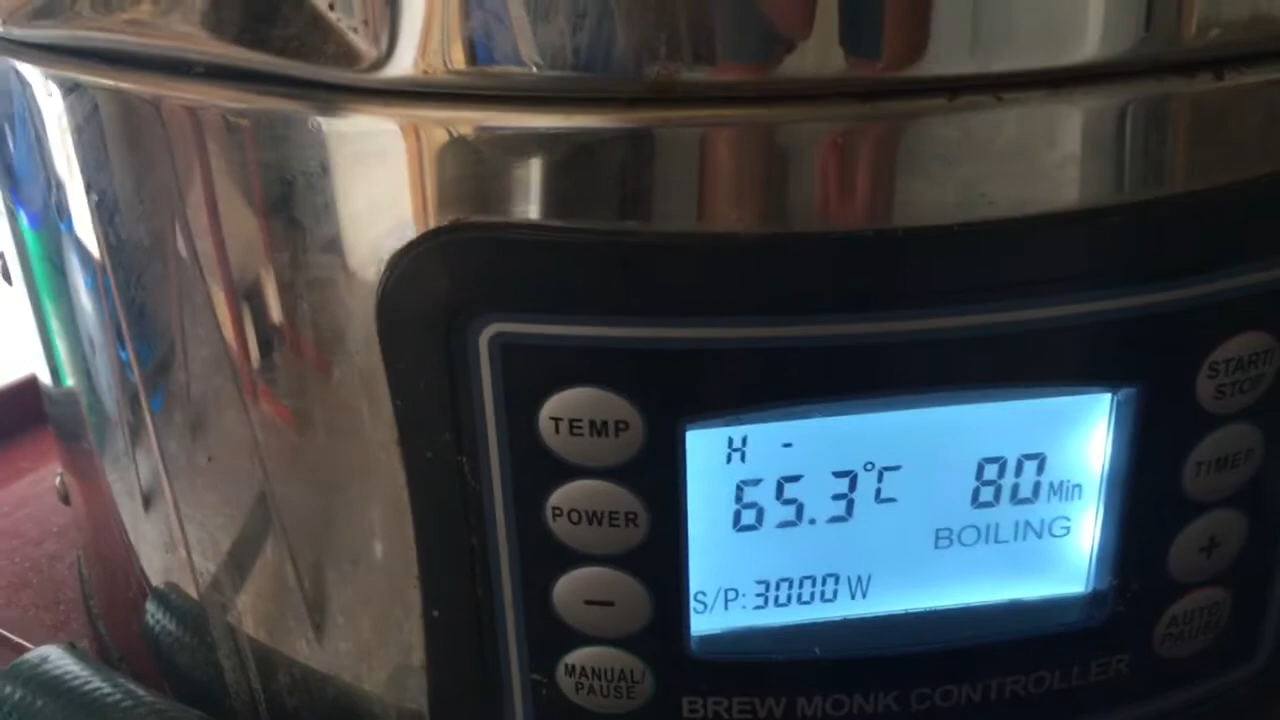 TEMP
POWER
—
MANUAL/
PAUSE
H -
65.3°C 80 Min
BOILING
S/P: 3000 W
START/
STOP
TIMER
+
AUTO/
PAUSE
BREW MONK CONTROLLER